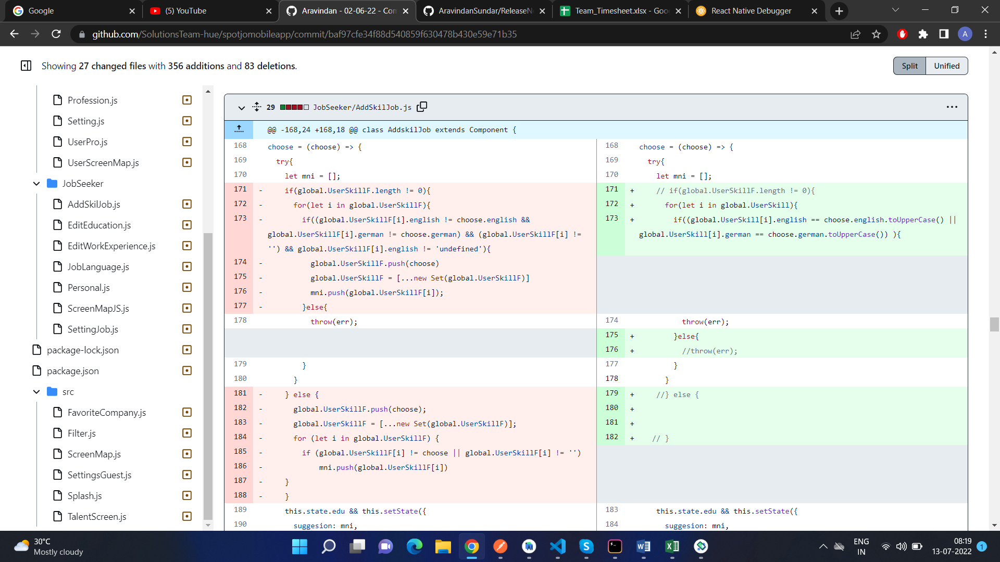 Google
(5) YouTube
Aravindan - 02-06-22 - Com
AravindanSundar/ReleaseNo
Team_Timesheet.xlsx - Goo
React Native Debugger
github.com/SolutionsTeam-hue/spotjomobileapp/commit/baf97cfe34f88d540859f630478b430e59e71b35
A
Showing 27 changed files with 356 additions and 83 deletions.
Split
Unified
Profession.js
Setting.js
UserPro.js
UserScreenMap.js
JobSeeker
AddSkilJob.js
EditEducation.js
EditWorkExperience.js
JobLanguage.js
Personal.js
ScreenMapJS.js
SettingJob.js
package-lock.json
package.json
src
FavoriteCompany.js
Filter.js
ScreenMap.js
SettingsGuest.js
Splash.js
TalentScreen.js
29 JobSeeker/AddSkilJob.js
@@ -168,24 +168,18 @@ class AddskilJob extends Component {
168 choose = (choose) => {
169 try{
170 let mni = [];
171 - if(global.UserSkillF.length != 0){
172 - for(let i in global.UserSkillF){
173 - if((global.UserSkillF[i].english != choose.english &&
global.UserSkillF[i].german != choose.german) && (global.UserSkillF[i] !=
'') && global.UserSkillF[i].english != 'undefined'){
174 - global.UserSkillF.push(choose)
175 - global.UserSkillF = [...new Set(global.UserSkillF)]
176 - mni.push(global.UserSkillF[i]);
177 - }else{
178 throw(err);
179 }
180 }
181 - } else {
182 - global.UserSkillF.push(choose);
183 - global.UserSkillF = [...new Set(global.UserSkillF)];
184 - for (let i in global.UserSkillF) {
185 - if (global.UserSkillF[i] != choose || global.UserSkillF[i] != '')
186 - mni.push(global.UserSkillF[i])
187 - }
188 - }
189 this.state.edu && this.setState({
190 suggesion: mni,
168 choose = (choose) => {
169 try{
170 let mni = [];
171 + // if(global.UserSkillF.length != 0){
172 + for(let i in global.UserSkill){
173 + if((global.UserSkill[i].english == choose.english.toUpperCase() ||
global.UserSkill[i].german == choose.german.toUpperCase()) ){
174 throw(err);
175 + }else{
176 + //throw(err);
177 }
178 }
179 + //} else {
180 +
181 +
182 + // }
183 this.state.edu && this.setState({
184 suggesion: mni,
30°C
Mostly cloudy
ENG
IN
08:19
13-07-2022
1